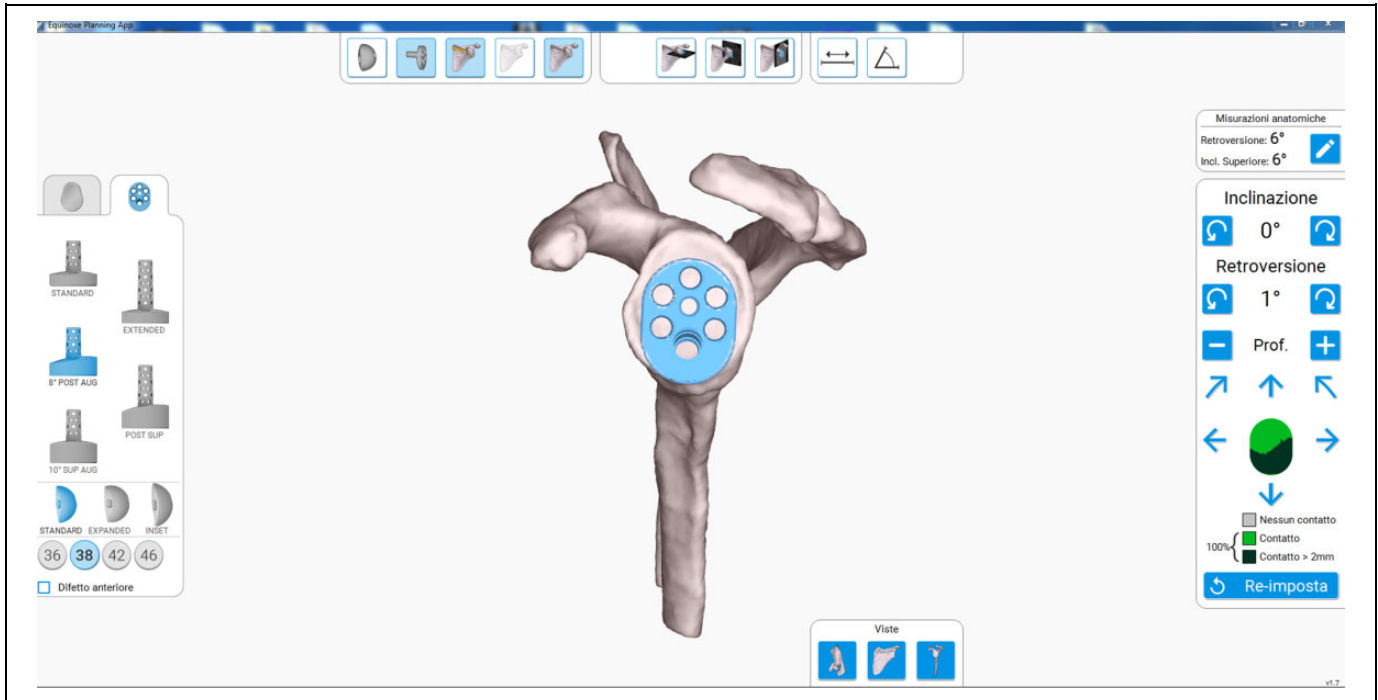 Equinoxe Planning App
Misurazioni anatomiche
Retroversione: 6°
Incl. Superiore: 6°
Inclinazione
0°
Retroversione
1°
Prof.
Nessun contatto
100%
Contatto
Contatto > 2mm
Re-imposta
STANDARD
EXTENDED
8° POST AUG
POST SUP
10° SUP AUG
STANDARD EXPANDED INSET
36 38 42 46
Difetto anteriore
Viste
v1.7